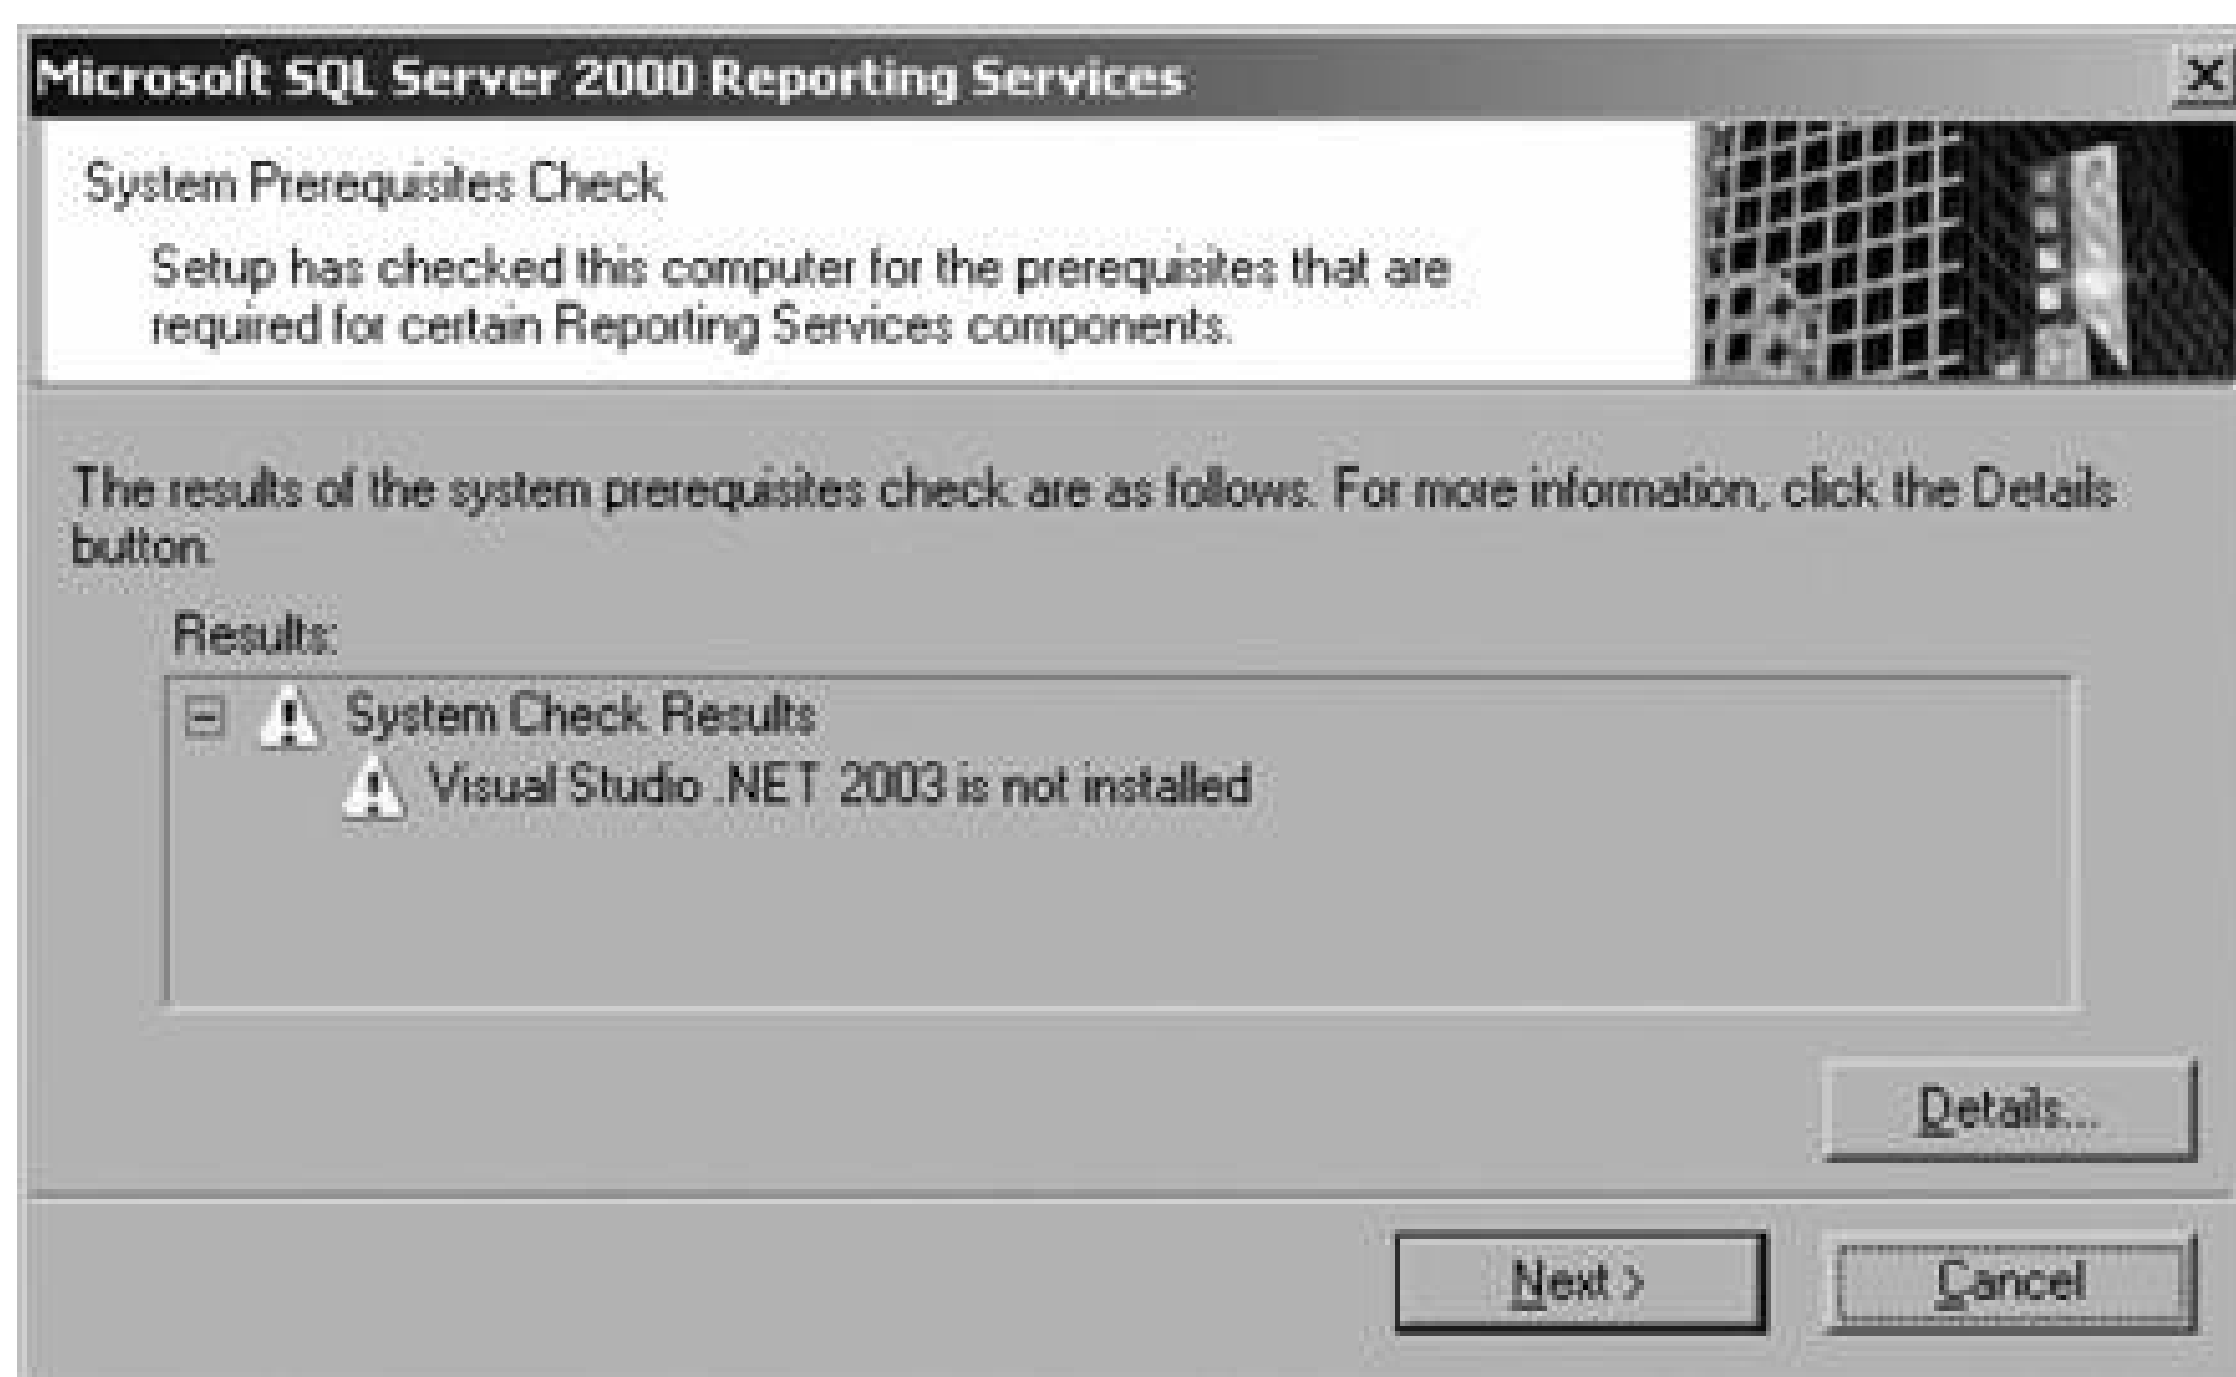 Microsoft SQL Server 2000 Reporting Services
System Prerequisites Check
Setup has checked this computer for the prerequisites that are
required for certain Reporting Services components.
The results of the system prerequisites check are as follows. For more information, click the Details
button.
Results:
System Check Results
Visual Studio .NET 2003 is not installed
Details...
Next >
Cancel